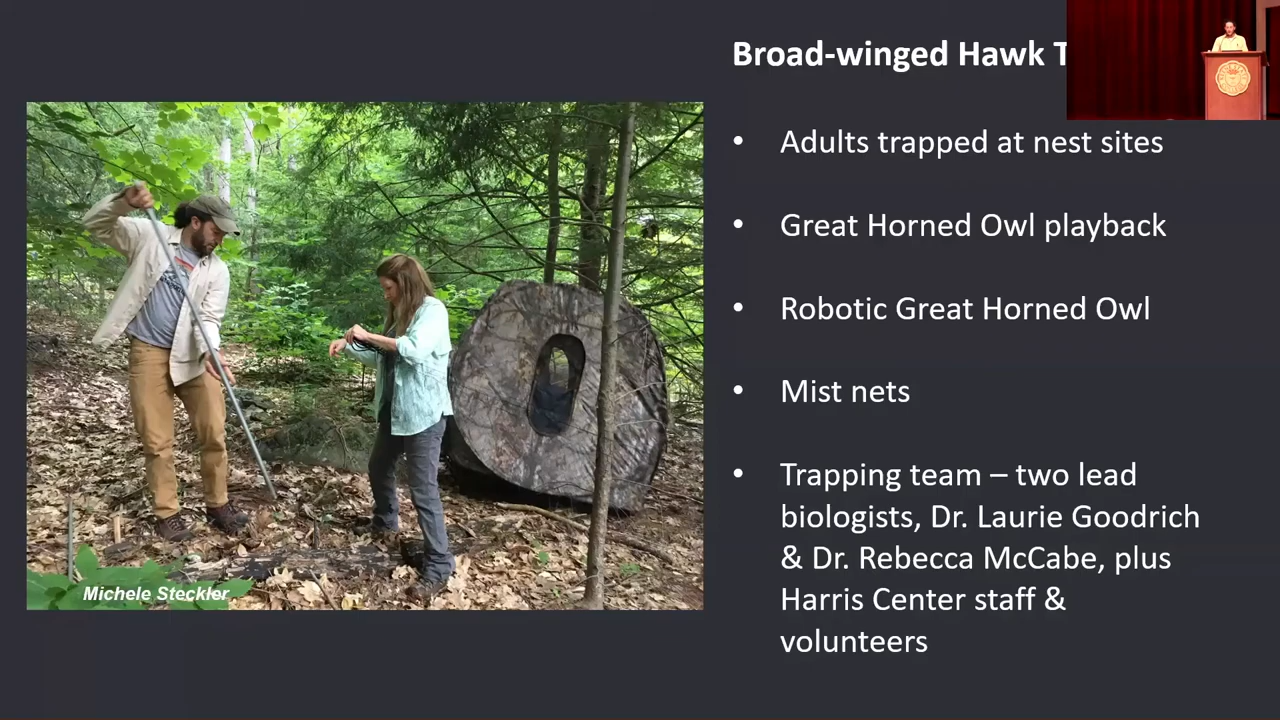 Broad-winged Hawk T
• Adults trapped at nest sites
• Great Horned Owl playback
• Robotic Great Horned Owl
• Mist nets
• Trapping team – two lead
biologists, Dr. Laurie Goodrich
& Dr. Rebecca McCabe, plus
Harris Center staff &
volunteers
Michele Steckler